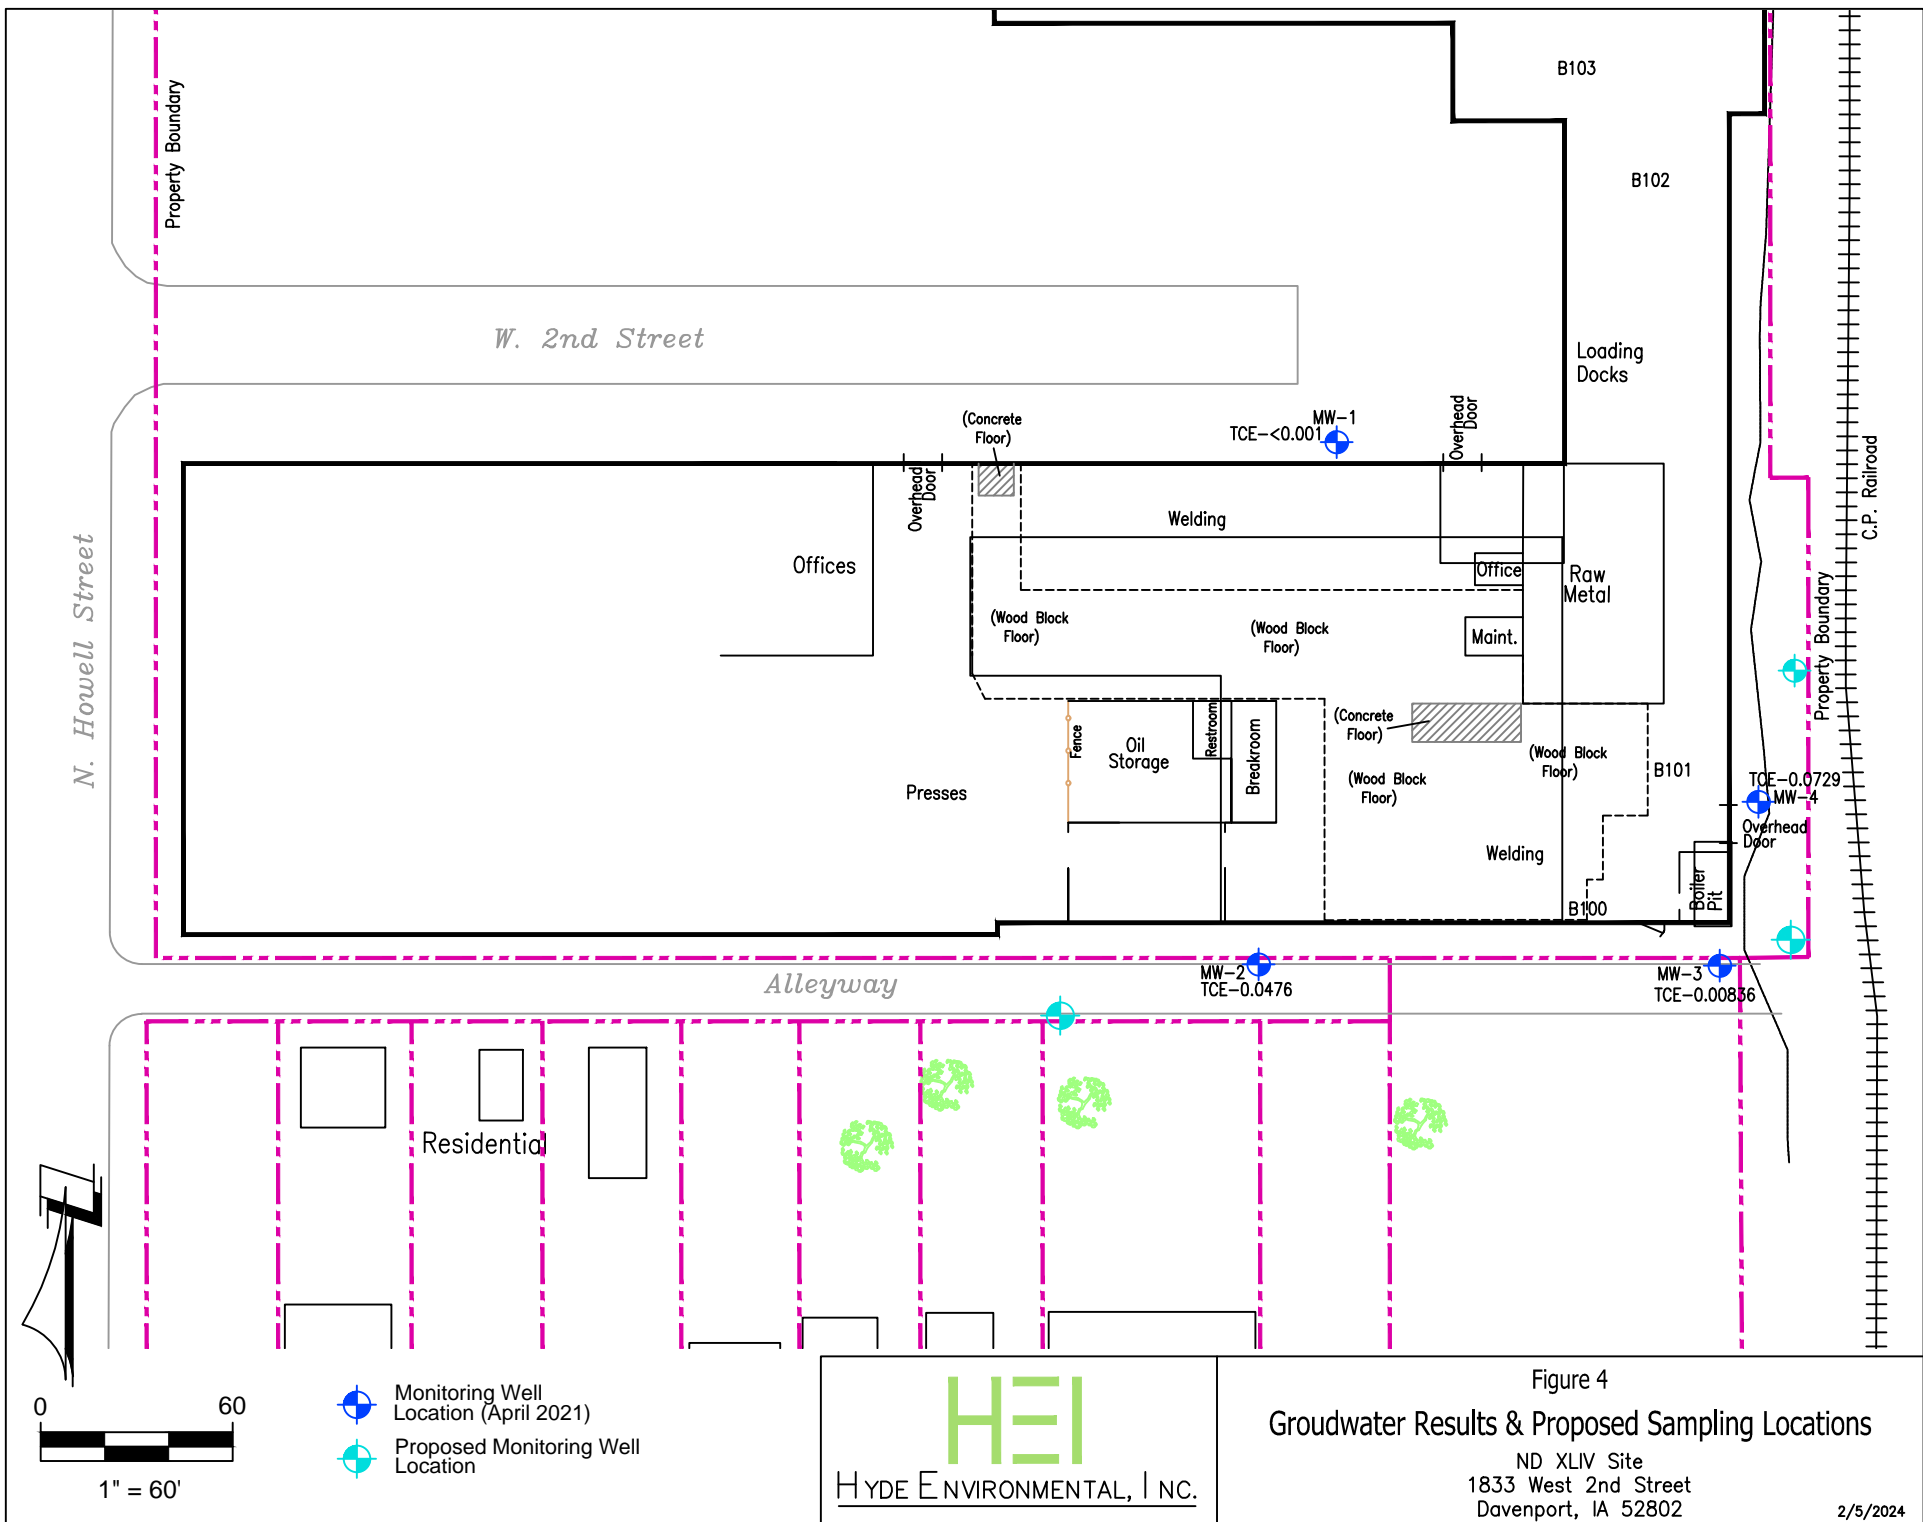 B103
Property Boundary
B102
W. 2nd Street
Loading
Docks
(Concrete
Floor)
MW-1
TCE-<0.001
Overhead
Door
C.P. Railroad
Overhead
Door
Welding
N. Howell Street
Offices
Office
Raw
Metal
Property Boundary
(Wood Block
Floor)
(Wood Block
Floor)
Maint.
Fence
Oil
Storage
Restroom
Breakroom
(Concrete
Floor)
(Wood Block
Floor)
(Wood Block
Floor)
B101
TCE-0.0729
MW-4
Presses
Overhead
Door
Welding
Boiler
Pit
B100
MW-2
TCE-0.0476
MW-3
TCE-0.00836
Alleyway
Residential
0 60
1" = 60'
Monitoring Well
Location (April 2021)
Proposed Monitoring Well
Location
HEI
HYDE ENVIRONMENTAL, INC.
Figure 4
Groudwater Results & Proposed Sampling Locations
ND XLIV Site
1833 West 2nd Street
Davenport, IA 52802
2/5/2024